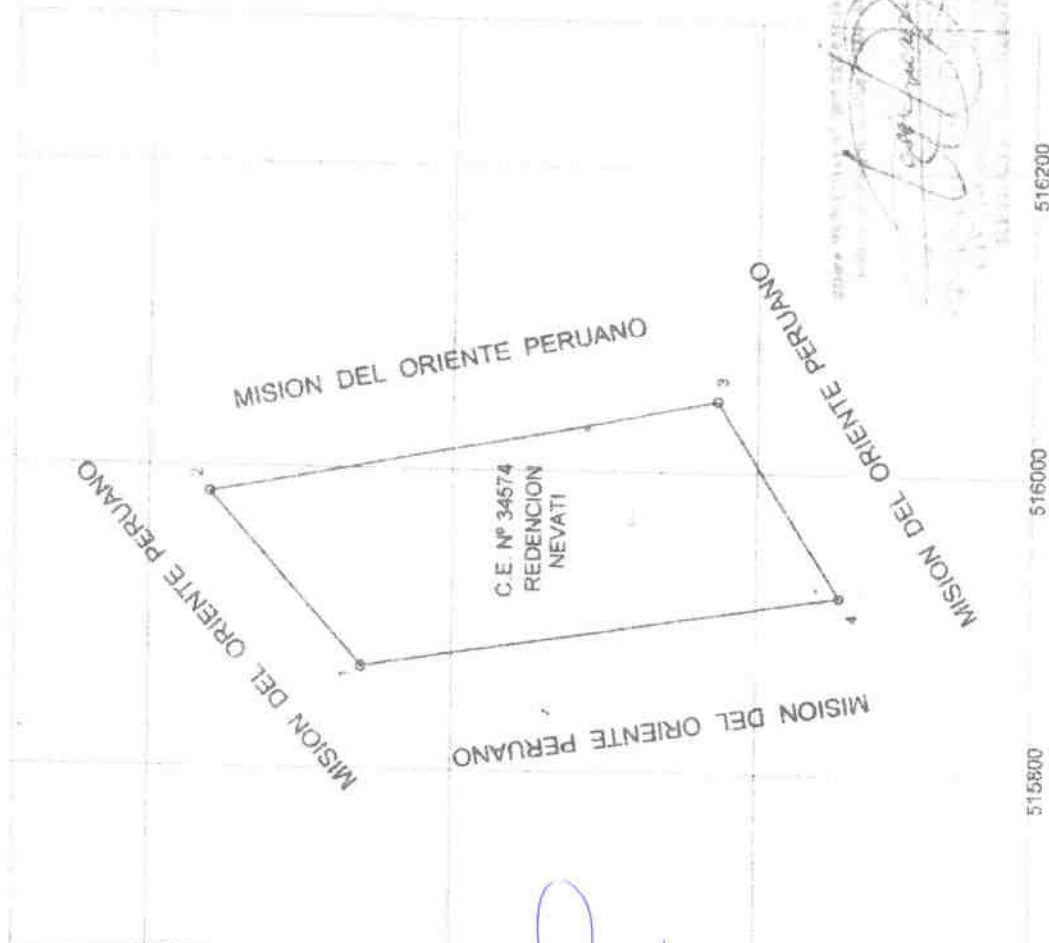 MISION DEL ORIENTE PERUANO
MISION DEL ORIENTE PERUANO
MISION DEL ORIENTE PERUANO
MISION DEL ORIENTE PERUANO
C.E. Nº 34574
REDENCION
NEVATI
1
2
3
4
515800
516000
516200